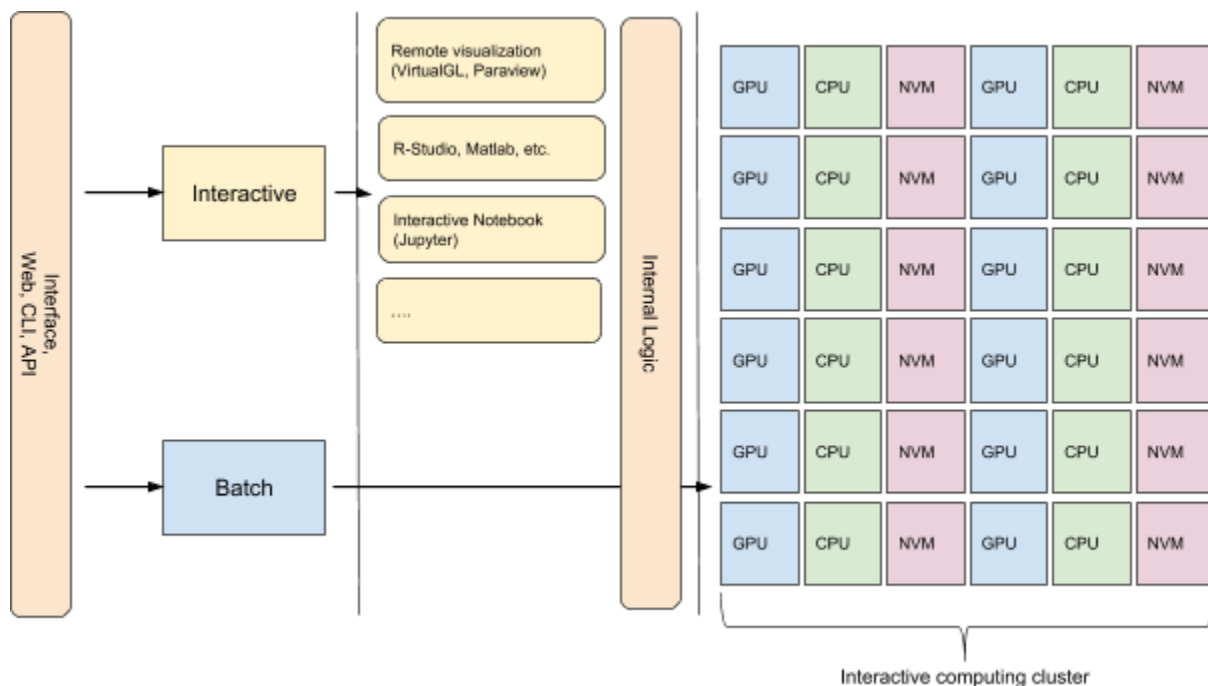 Interface,
Web, CLI, API
Interactive
Batch
Remote visualization
(VirtualGL, Paraview)
R-Studio, Matlab, etc.
Interactive Notebook
(Jupyter)
....
Internal Logic
GPU CPU NVM GPU CPU NVM
GPU CPU NVM GPU CPU NVM
GPU CPU NVM GPU CPU NVM
GPU CPU NVM GPU CPU NVM
GPU CPU NVM GPU CPU NVM
GPU CPU NVM GPU CPU NVM
Interactive computing cluster